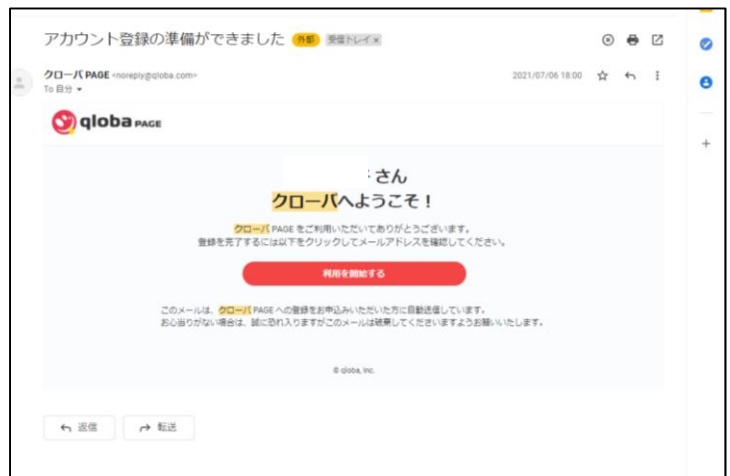 アカウント登録の準備ができました 外部 受信トレイ ×
クローバ PAGE <noreply@qloba.com> 2021/07/06 18:00
To 自分
qloba PAGE
さん
クローバへようこそ！
クローバ PAGE をご利用いただいてありがとうございます。
登録を完了するには以下をクリックしてメールアドレスを確認してください。
利用を開始する
このメールは、クローバ PAGE への登録をお申込みいただいた方に自動送信しています。
お心当りがない場合は、誠に恐れ入りますがこのメールは破棄してくださいますようお願いいたします。
© qloba, Inc.
返信 転送